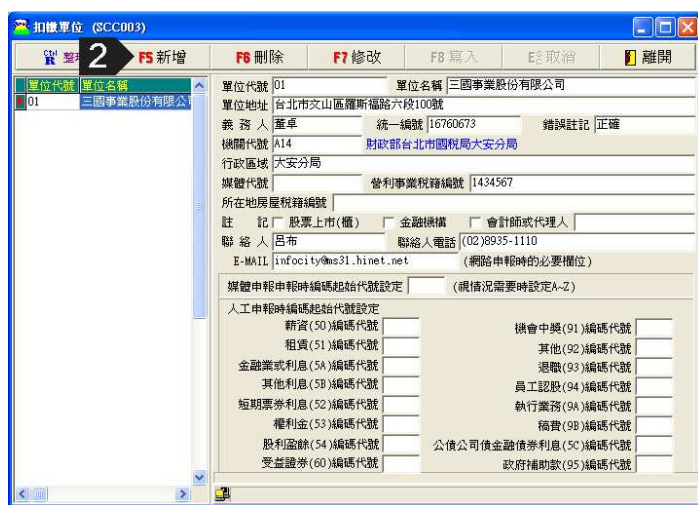 扣繳單位 (SCC003)
Ctrl R 整 2 F5 新增 F6 刪除 F7 修改 F8 寫入 取消 離開
單位代號 單位名稱
01 三國事業股份有限公
單位代號 01 單位名稱 三國事業股份有限公司
單位地址 台北市文山區羅斯福路六段100號
義務人 董卓 統一編號 16760673 錯誤註記 正確
機關代號 A14 財政部台北市國稅局大安分局
行政區域 大安分局
媒體代號 營利事業稅籍編號 1434567
所在地房屋稅籍編號
註 記 股票上市(櫃) 金融機構 會計師或代理人
聯絡人 呂布 聯絡人電話 (02)8935-1110
E-MAIL infocity@ms31.hinet.net (網路申報時的必要欄位)
媒體申報申報時編碼起始代號設定 (視情況需要時設定A~Z)
人工申報時編碼起始代號設定
薪資(50)編碼代號 機會中獎(91)編碼代號
租賃(51)編碼代號 其他(92)編碼代號
金融業或利息(5A)編碼代號 退職(93)編碼代號
其他利息(5B)編碼代號 員工認股(94)編碼代號
短期票券利息(52)編碼代號 執行業務(9A)編碼代號
權利金(53)編碼代號 稿費(9B)編碼代號
股利盈餘(54)編碼代號 公債公司債金融債券利息(5C)編碼代號
受益證券(60)編碼代號 政府補助款(95)編碼代號